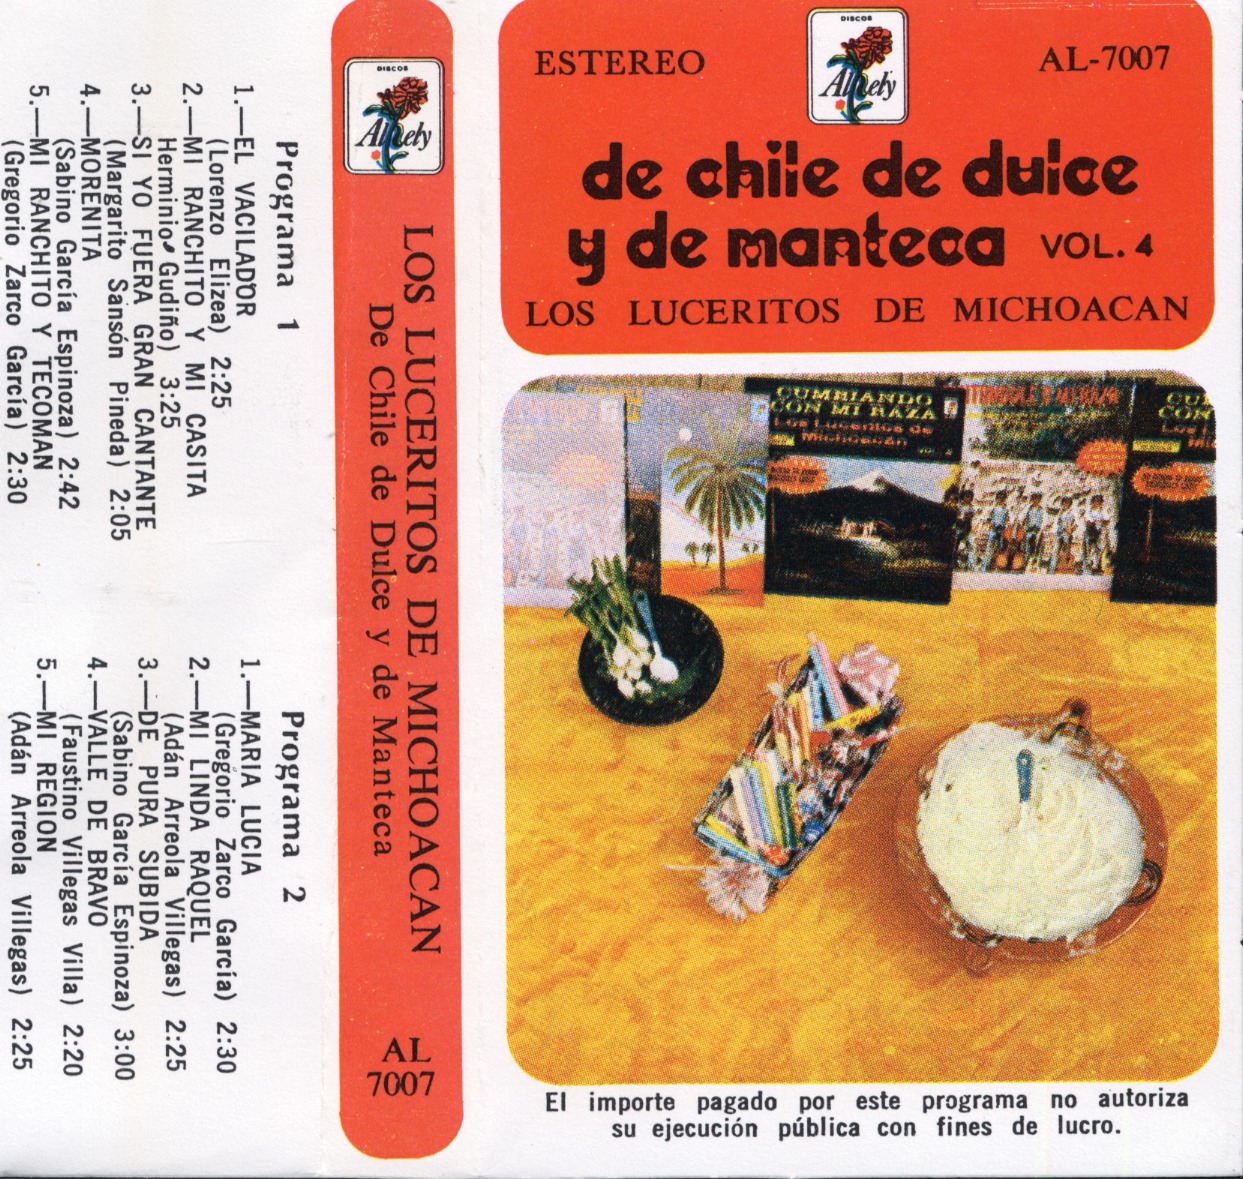 ESTEREO
DISCOS
Almely
AL-7007
de chile de dulce
y de manteca VOL. 4
LOS LUCERITOS DE MICHOACAN
CUMBIANDO
CON MI RAZA
Los Luceritos de
Michoacán
VOL. 4
El importe pagado por este programa no autoriza
su ejecución pública con fines de lucro.
DISCOS
Almely
LOS LUCERITOS DE MICHOACAN
De Chile de Dulce y de Manteca
AL
7007
Programa 1
1.—EL VACILADOR
(Lorenzo Elizea) 2:25
2.—MI RANCHITO Y MI CASITA
Herminio Gudiño) 3:25
3.—SI YO FUERA GRAN CANTANTE
(Margarito Sansón Pineda) 2:05
4.—MORENITA
(Sabino García Espinoza) 2:42
5.—MI RANCHITO Y TECOMAN
(Gregorio Zarco García) 2:30
Programa 2
1.—MARIA LUCIA
(Gregorio Zarco García) 2:30
2.—MI LINDA RAQUEL
(Adán Arreola Villegas) 2:25
3.—DE PURA SUBIDA
(Sabino García Espinoza) 3:00
4.—VALLE DE BRAVO
(Faustino Villegas Villa) 2:20
5.—MI REGION
(Adán Arreola Villegas) 2:25